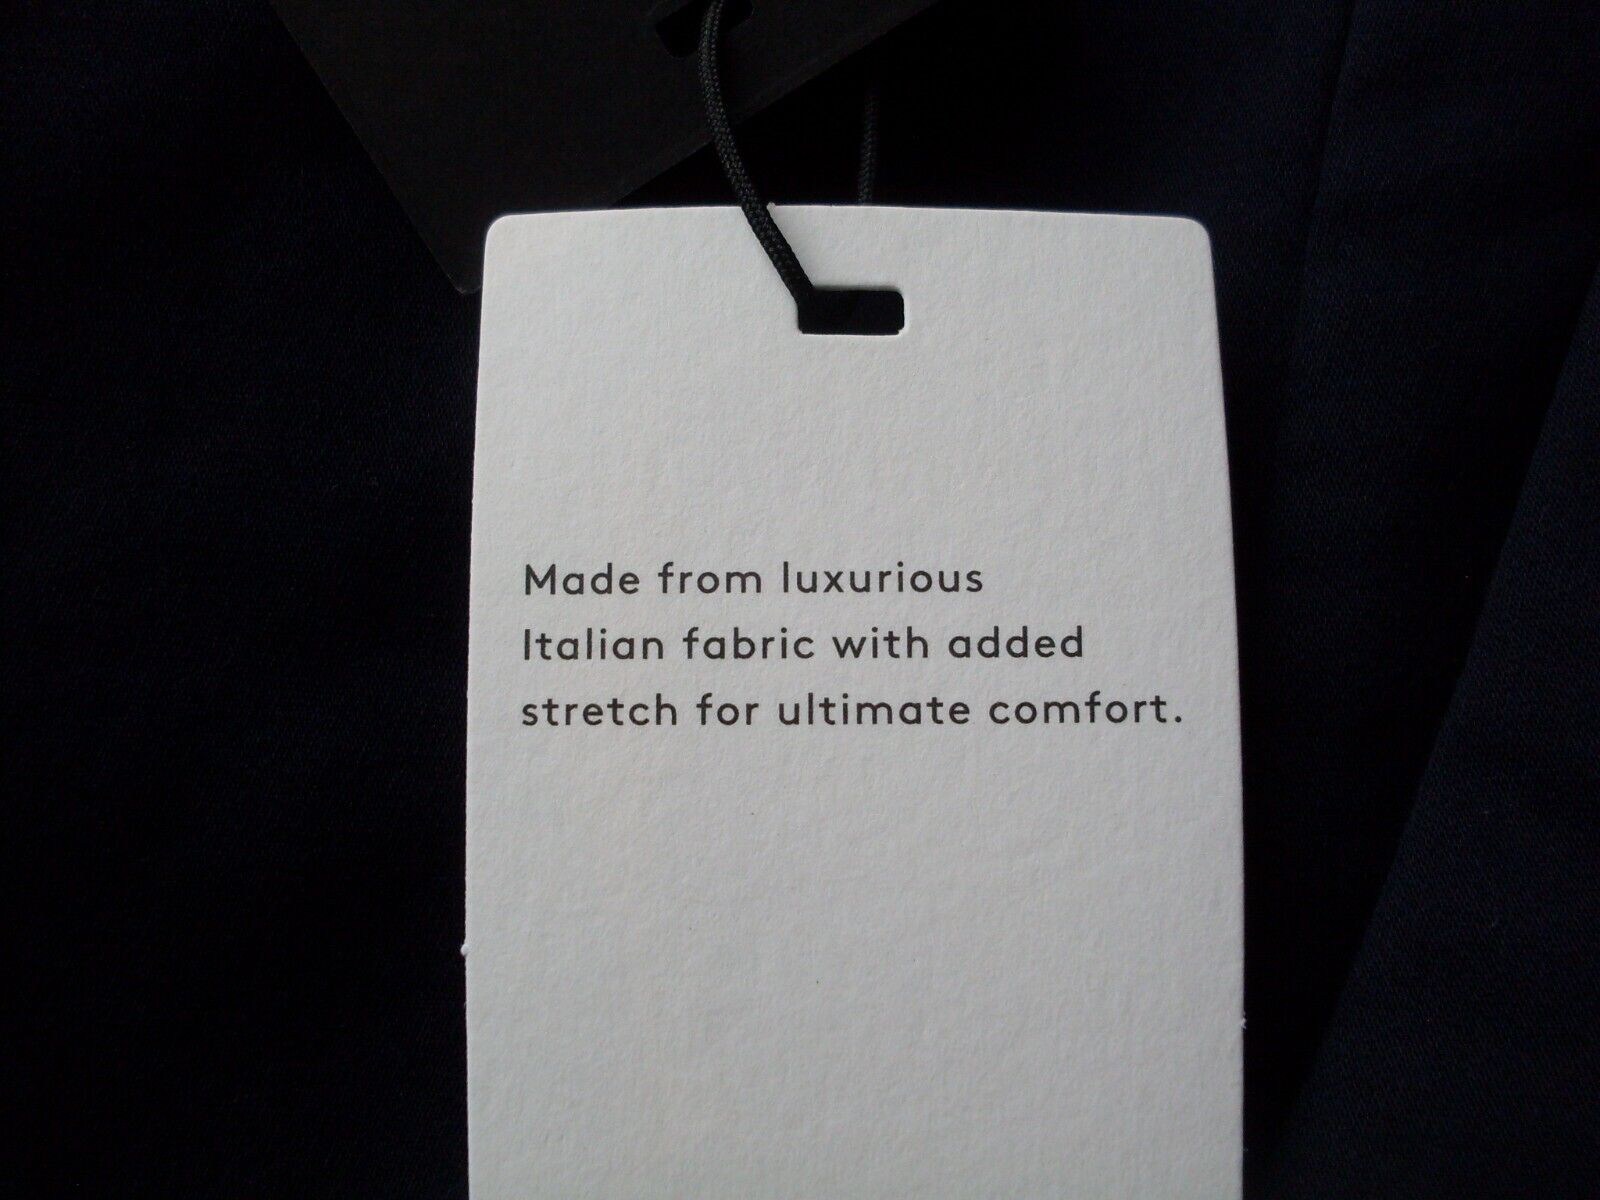 Made from luxurious
Italian fabric with added
stretch for ultimate comfort.